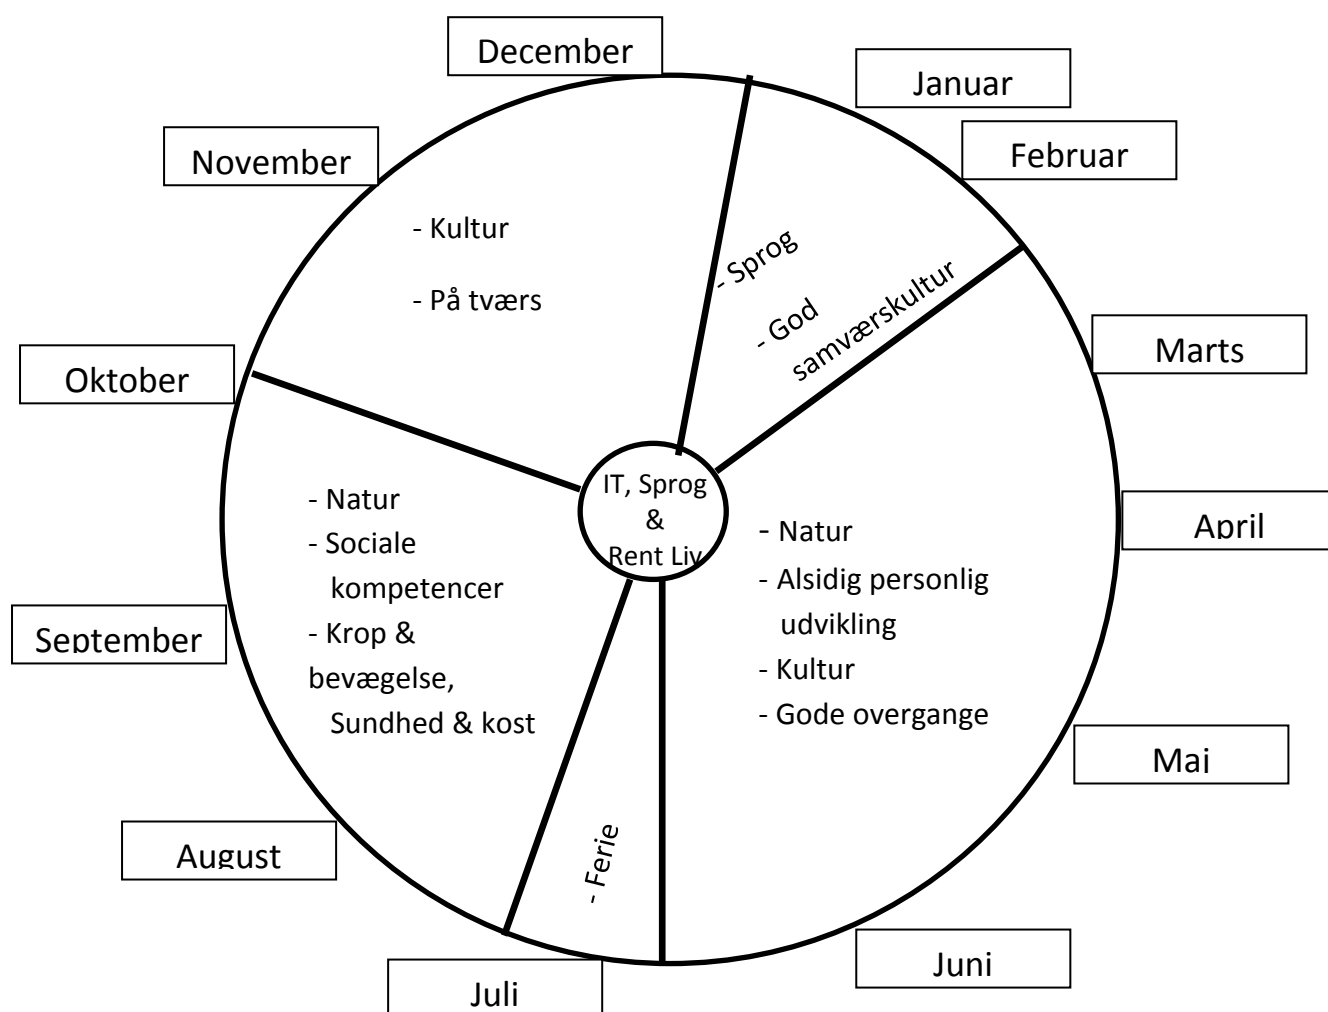 December
Januar
Februar
November
- Kultur
- På tværs
- Sprog
- God
samværskultur
Marts
Oktober
IT, Sprog
&
Rent Liv
April
- Natur
- Sociale
kompetencer
- Krop &
bevægelse,
Sundhed & kost
- Natur
- Alsidig personlig
udvikling
- Kultur
- Gode overgange
September
Mai
August
- Ferie
Juni
Juli